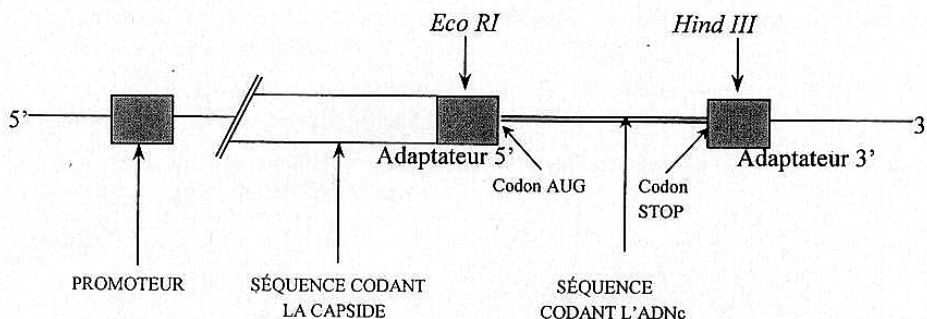 Eco RI
Hind III
5'
3
Adaptateur 5'
Adaptateur 3'
Codon AUG
Codon
STOP
PROMOTEUR
SÉQUENCE CODANT
LA CAPSIDE
SÉQUENCE
CODANT L'ADNc